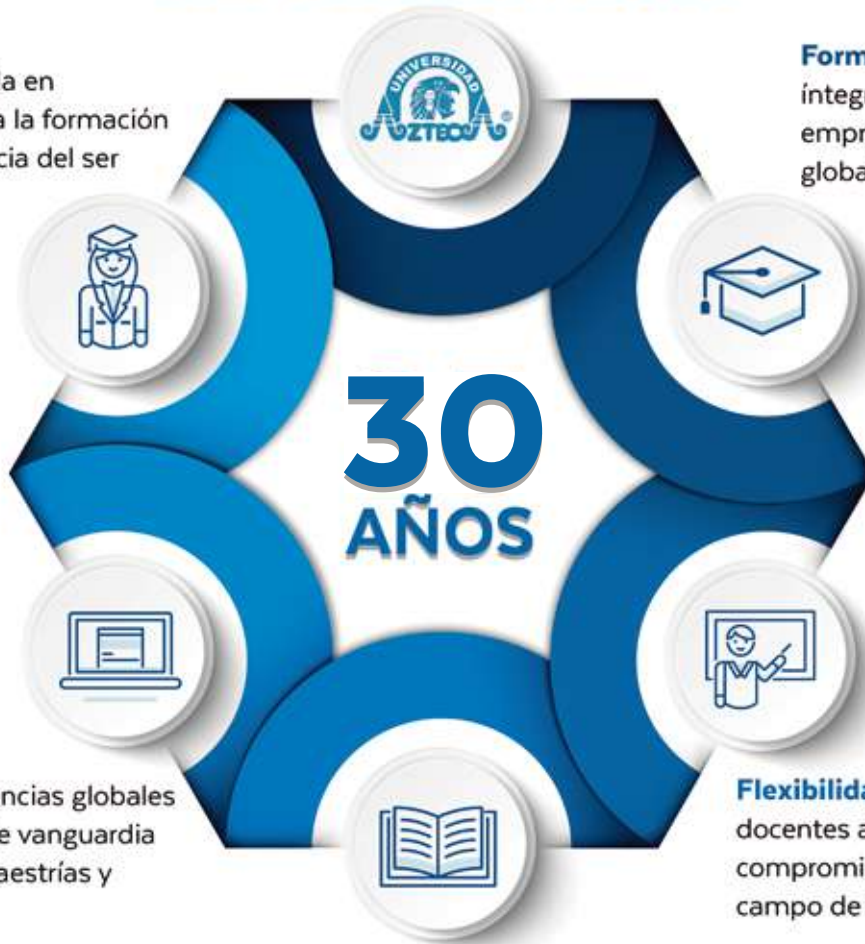 a en
a la formación
cia del ser
UNIVERSIDAD
AZTECA
Form
íntegr
empr
globa
30
AÑOS
ncias globales
e vanguardia
aestrías y
Flexibilida
docentes a
compromi
campo de